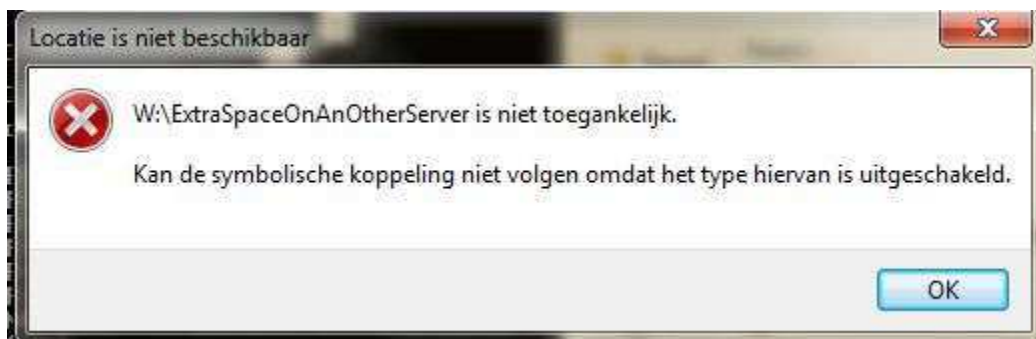 Locatie is niet beschikbaar
W:\ExtraSpaceOnAnOtherServer is niet toegankelijk.
Kan de symbolische koppeling niet volgen omdat het type hiervan is uitgeschakeld.
OK